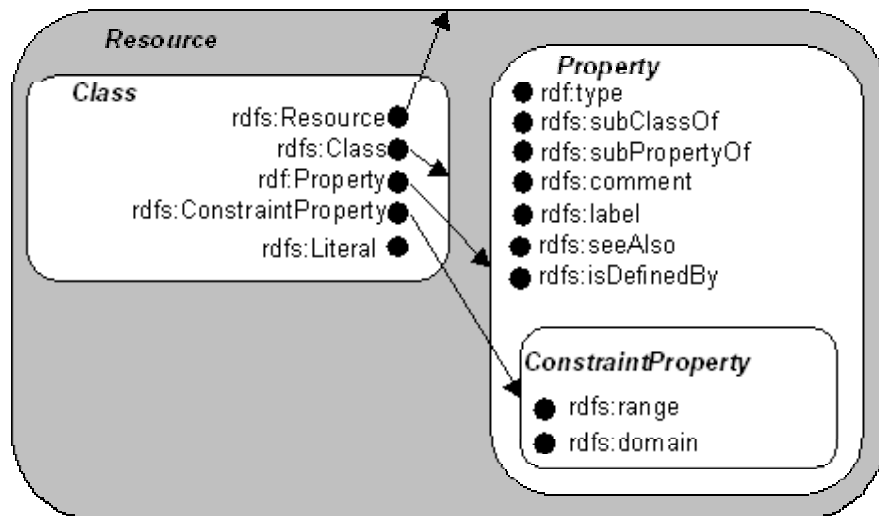 Resource
Class
rdfs:Resource
rdfs:Class
rdf:Property
rdfs:ConstraintProperty
rdfs:Literal
Property
rdf:type
rdfs:subClassOf
rdfs:subPropertyOf
rdfs:comment
rdfs:label
rdfs:seeAlso
rdfs:isDefinedBy
ConstraintProperty
rdfs:range
rdfs:domain